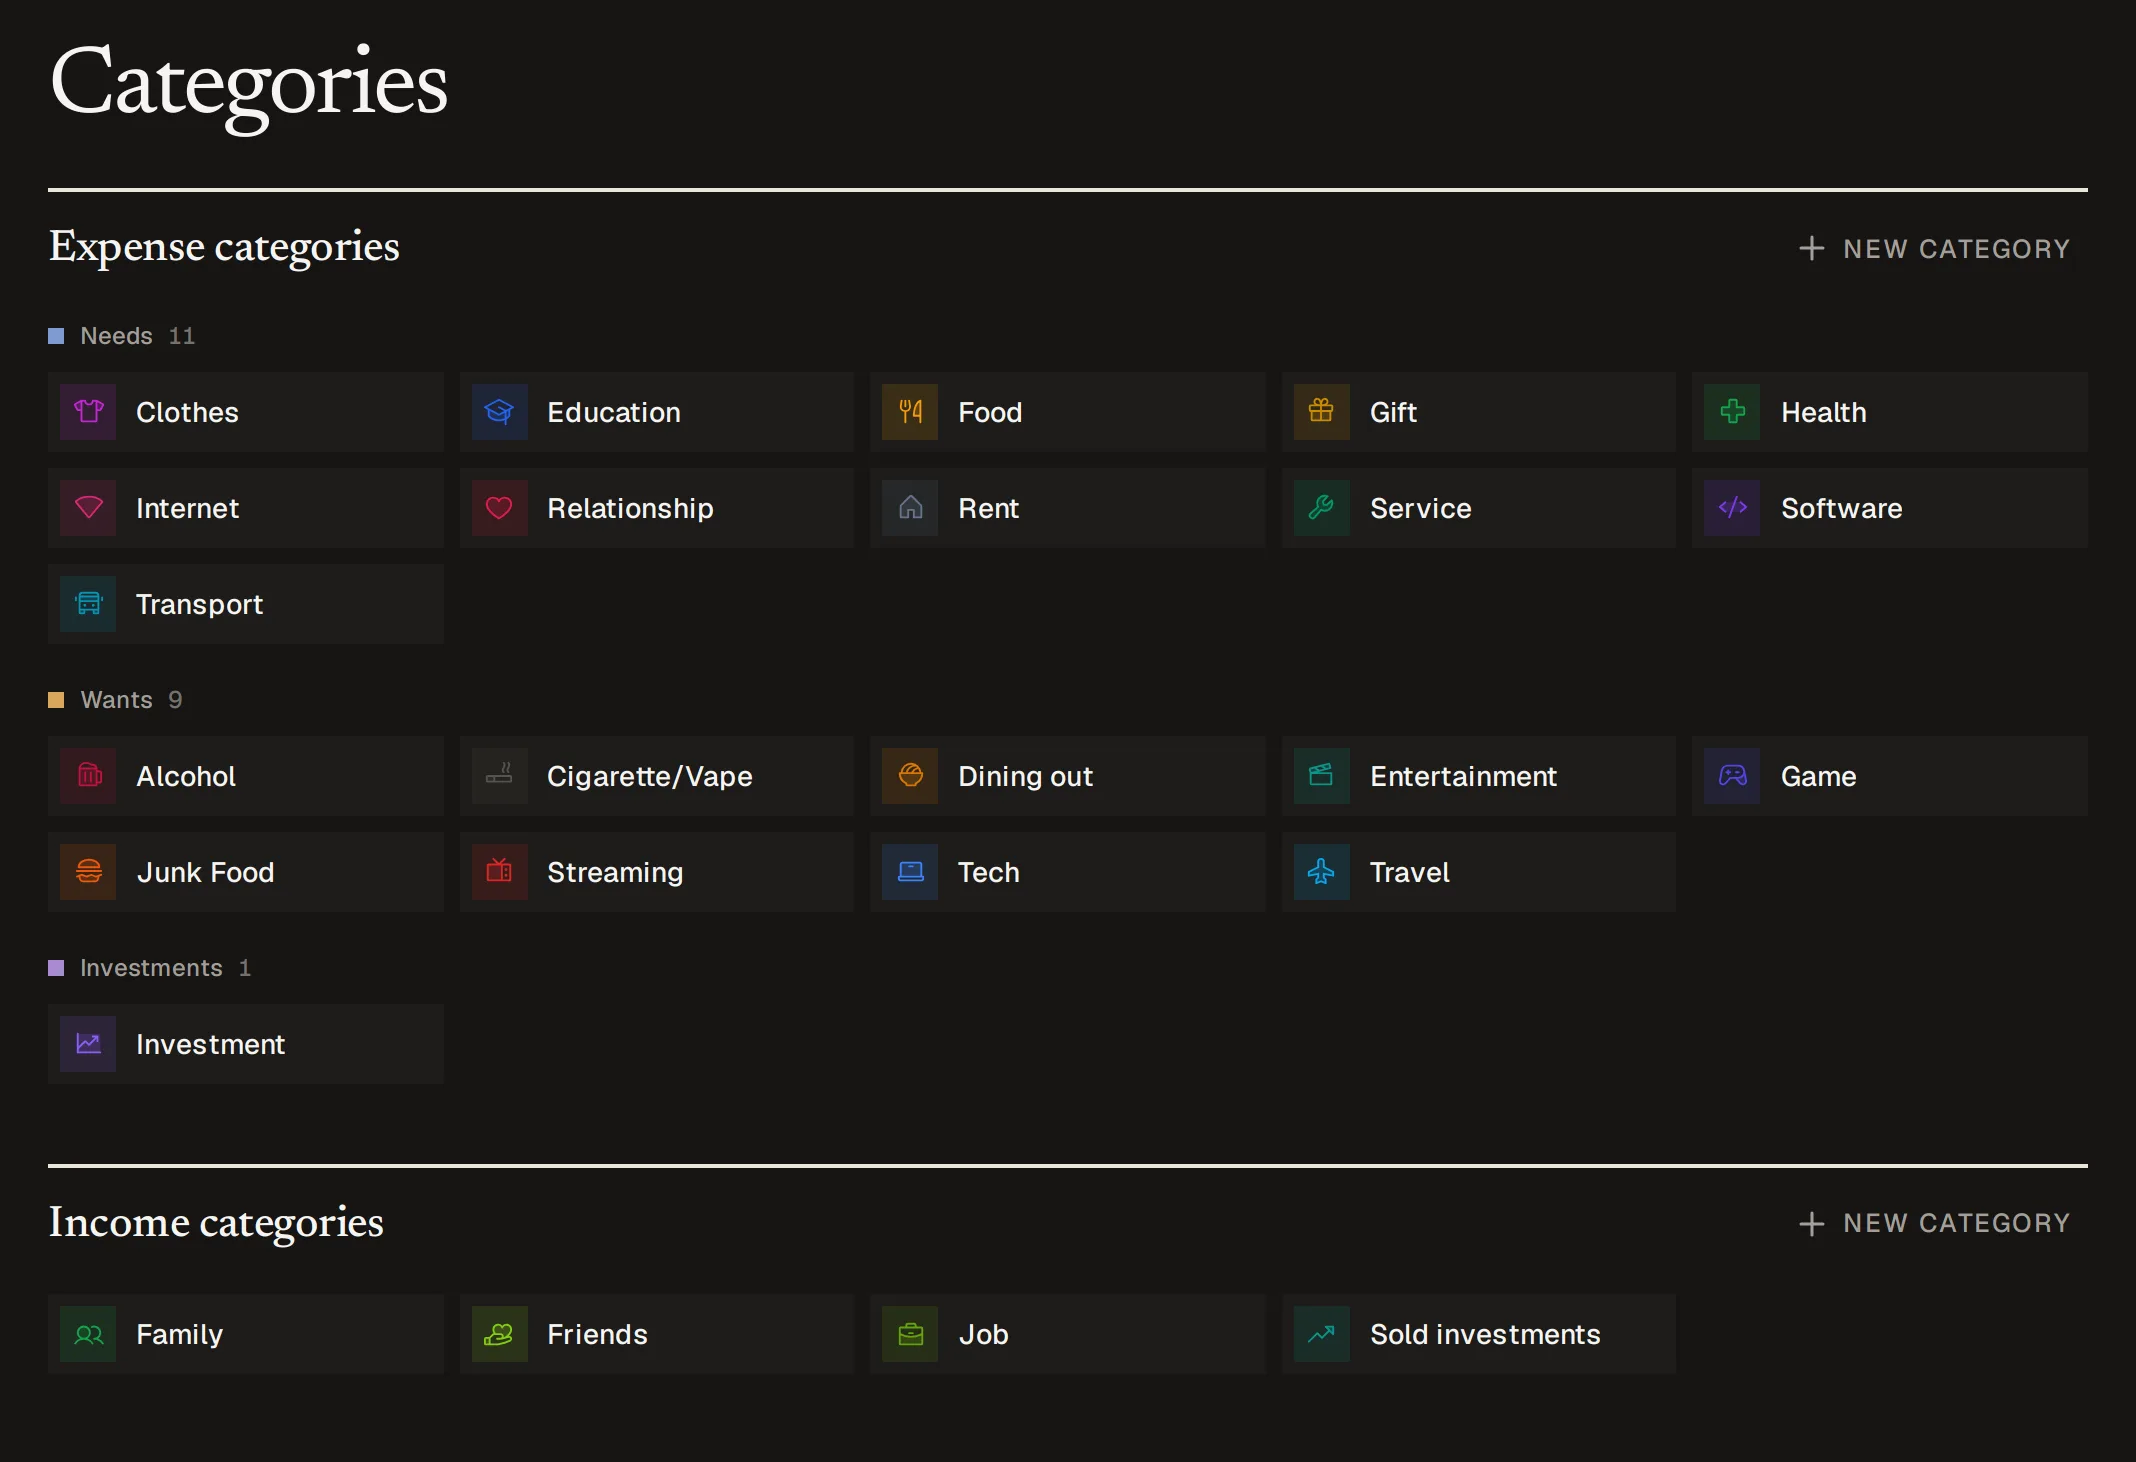 Categories
Expense categories
NEW CATEGORY
Needs 11
Clothes
Education
Food
Gift
Health
Internet
Relationship
Rent
Service
Software
Transport
Wants 9
Alcohol
Cigarette/Vape
Dining out
Entertainment
Game
Junk Food
Streaming
Tech
Travel
Investments 1
Investment
Income categories
NEW CATEGORY
Family
Friends
Job
Sold investments